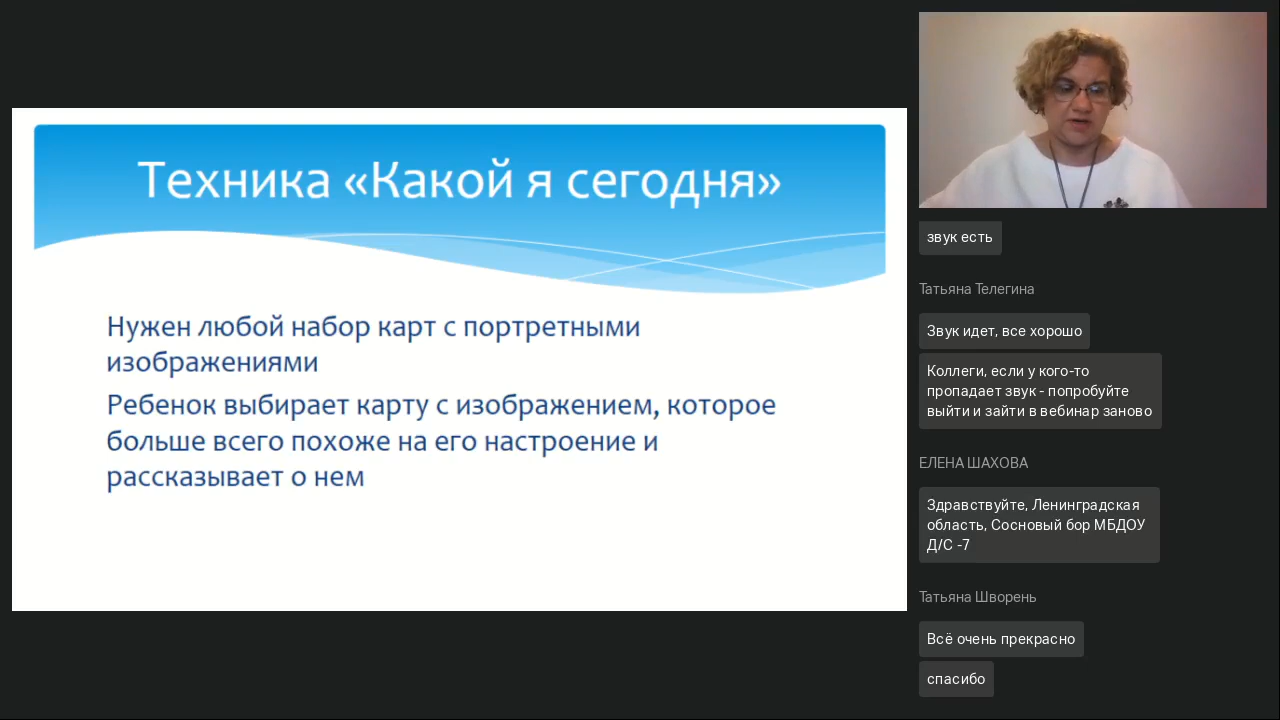 Техника «Какой я сегодня»
Нужен любой набор карт с портретными
изображениями
Ребенок выбирает карту с изображением, которое
больше всего похоже на его настроение и
рассказывает о нем
звук есть
Татьяна Телегина
Звук идет, все хорошо
Коллеги, если у кого-то
пропадает звук - попробуйте
выйти и зайти в вебинар заново
ЕЛЕНА ШАХОВА
Здравствуйте, Ленинградская
область, Сосновый бор МБДОУ
Д/С -7
Татьяна Шворень
Всё очень прекрасно
спасибо